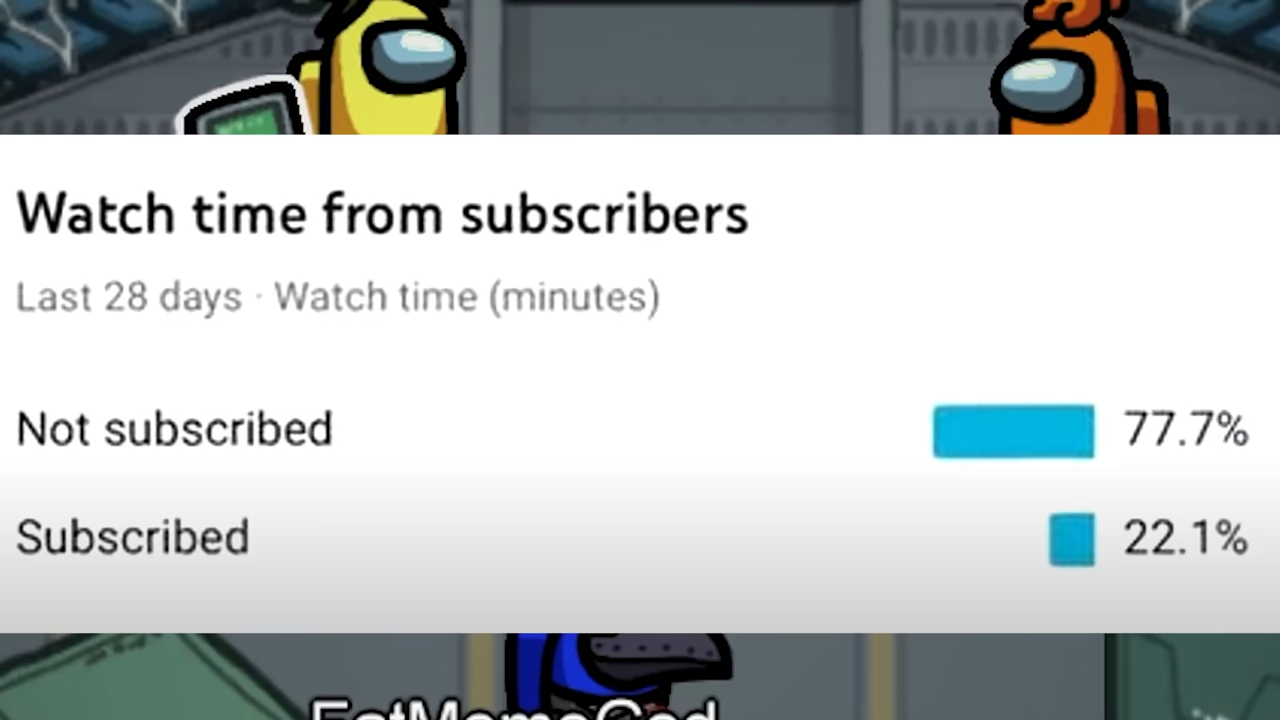 Watch time from subscribers
Last 28 days · Watch time (minutes)
Not subscribed 77.7%
Subscribed 22.1%